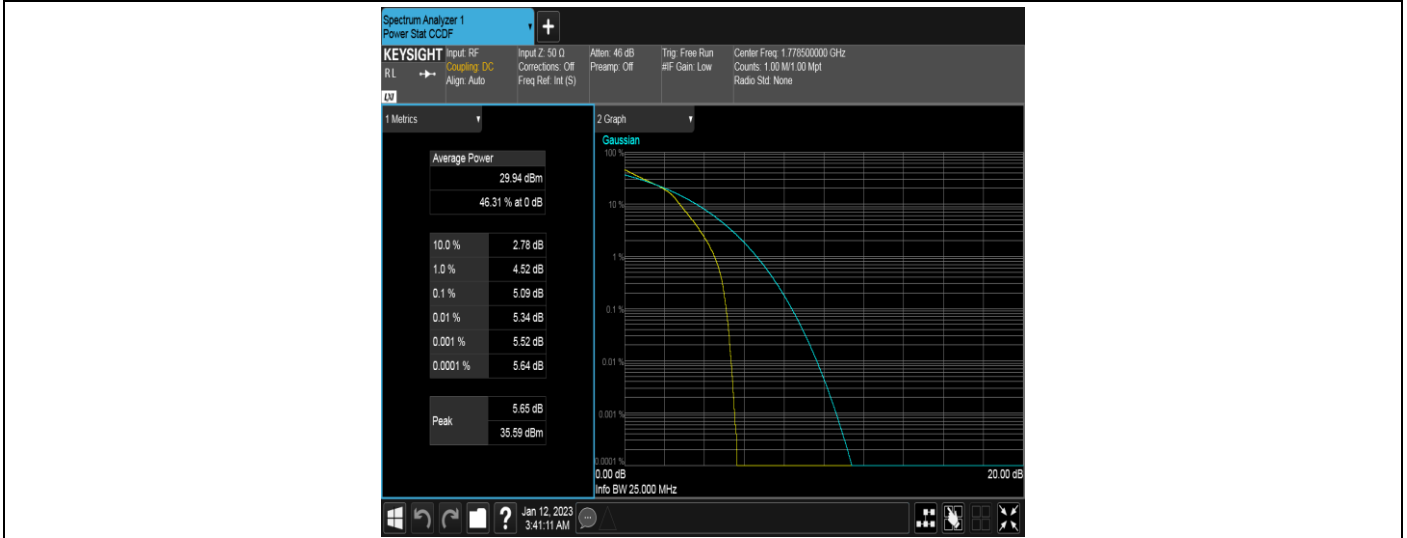 Spectrum Analyzer 1
Power Stat CCDF
+
KEYSIGHT
RL
LXI
Input: RF
Coupling: DC
Align: Auto
Input Z: 50 Ω
Corrections: Off
Freq Ref: Int (S)
Atten: 46 dB
Preamp: Off
Trig: Free Run
#IF Gain: Low
Center Freq: 1.778500000 GHz
Counts: 1.00 M/1.00 Mpt
Radio Std: None
1 Metrics
Average Power
29.94 dBm
46.31 % at 0 dB
10.0 % 2.78 dB
1.0 % 4.52 dB
0.1 % 5.09 dB
0.01 % 5.34 dB
0.001 % 5.52 dB
0.0001 % 5.64 dB
Peak
5.65 dB
35.59 dBm
2 Graph
Gaussian
100 %
10 %
1 %
0.1 %
0.01 %
0.001 %
0.0001 %
0.00 dB 20.00 dB
Info BW 25.000 MHz
?
Jan 12, 2023
3:41:11 AM